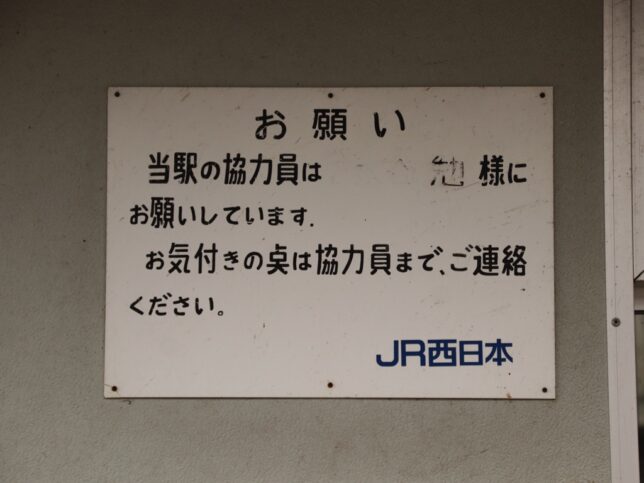 お願い
当駅の協力員は 様に
お願いしています.
お気付きの点は協力員まで、ご連絡
ください。
JR西日本